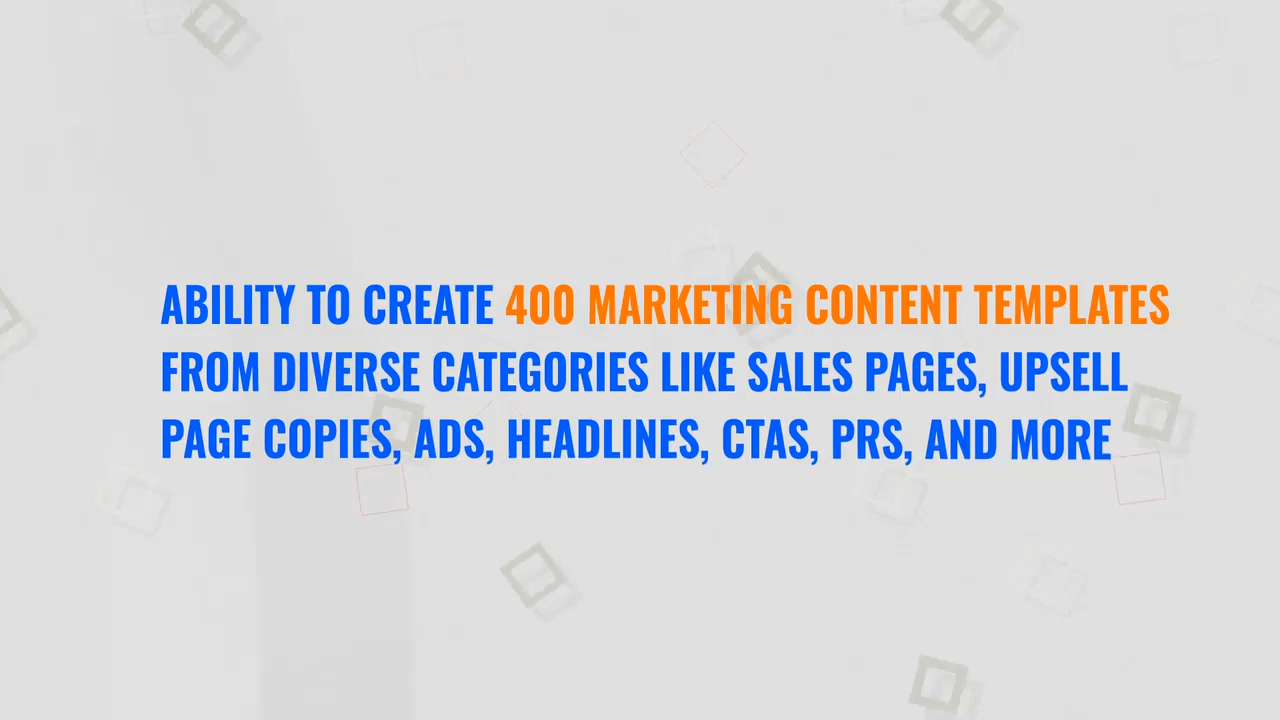 ABILITY TO CREATE 400 MARKETING CONTENT TEMPLATES
FROM DIVERSE CATEGORIES LIKE SALES PAGES, UPSELL
PAGE COPIES, ADS, HEADLINES, CTAS, PRS, AND MORE